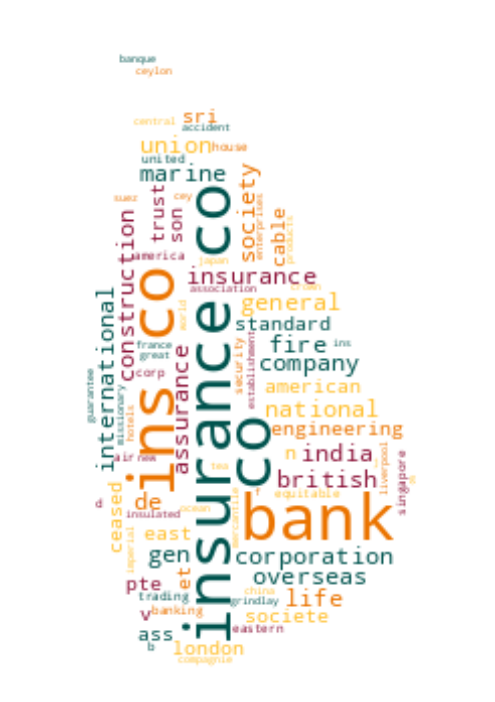 banque
ceylon
central
sri
accident
union
house
united
marine
society
enterprises
suez
cey
trust
son
co
cable
products
construction
america
japan
insurance
association
crown
ins co
general
world
insurance co
standard
international
france
great
fire
ins
security
establishment
company
corp
assurance
american
guarantee
missionary
hotels
national
co
engineering
air new
tea
n
india
liverpool
singapore
british
equitable
f
mercantile
ceased
d
de
insulated
ocean
bank
imperial
east
gen
corporation
overseas
pte
et
trading
china
grindlay
life
v
banking
societe
ass
eastern
b
london
compagnie